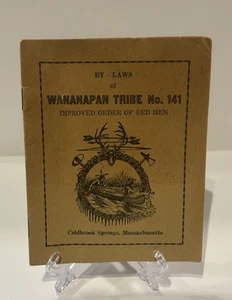 BY - LAWS
of
WANANAPAN TRIBE No. 141
IMPROVED ORDER OF RED MEN
Coldbrook Springs, Massachusetts